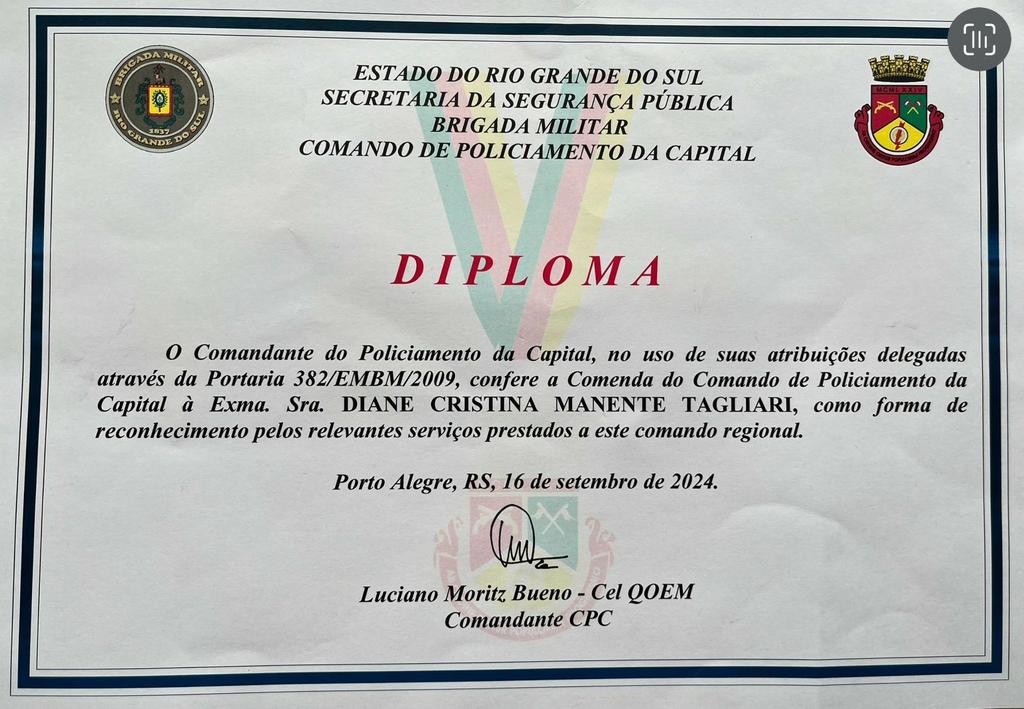 BRIGADA MILITAR
RIO GRANDE DO SUL
1837
ESTADO DO RIO GRANDE DO SUL
SECRETARIA DA SEGURANÇA PÚBLICA
BRIGADA MILITAR
COMANDO DE POLICIAMENTO DA CAPITAL
MCMLXXIV
DIPLOMA
O Comandante do Policiamento da Capital, no uso de suas atribuições delegadas
através da Portaria 382/EMBM/2009, confere a Comenda do Comando de Policiamento da
Capital à Exma. Sra. DIANE CRISTINA MANENTE TAGLIARI, como forma de
reconhecimento pelos relevantes serviços prestados a este comando regional.
Porto Alegre, RS, 16 de setembro de 2024.
Luciano Moritz Bueno - Cel QOEM
Comandante CPC